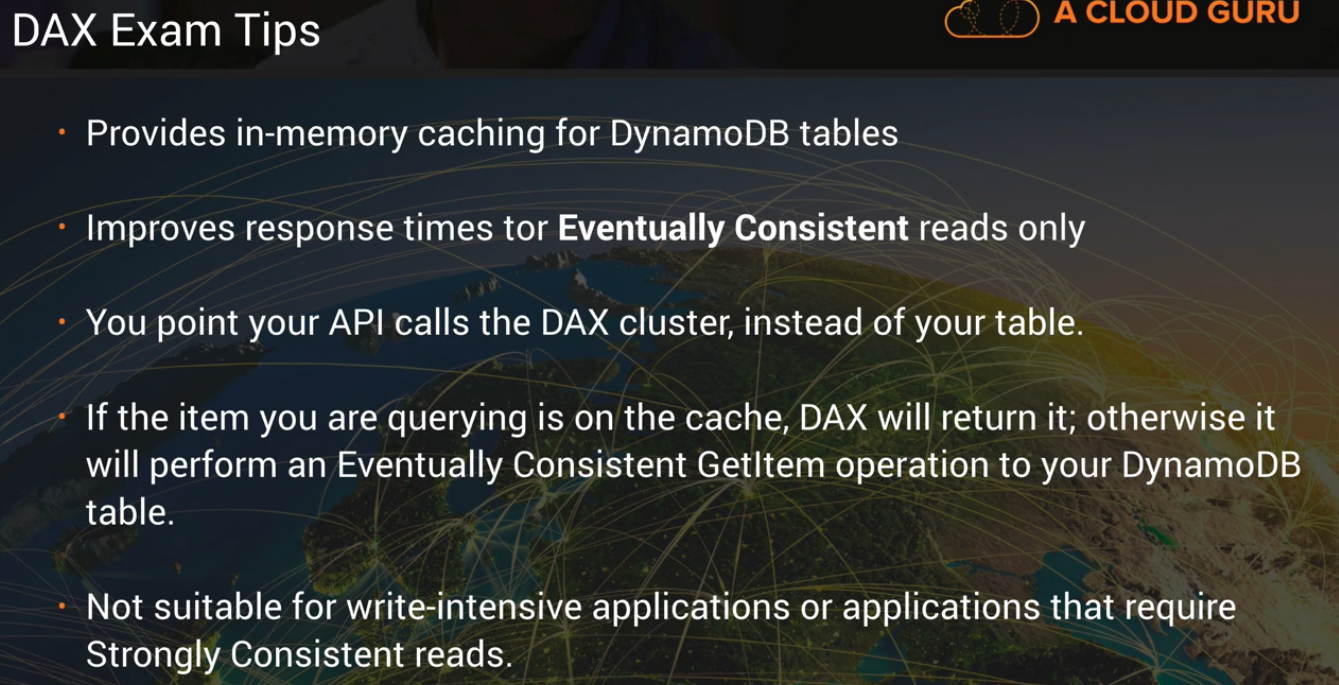 DAX Exam Tips
A CLOUD GURU
• Provides in-memory caching for DynamoDB tables
• Improves response times tor Eventually Consistent reads only
• You point your API calls the DAX cluster, instead of your table.
• If the item you are querying is on the cache, DAX will return it; otherwise it
will perform an Eventually Consistent GetItem operation to your DynamoDB
table.
• Not suitable for write-intensive applications or applications that require
Strongly Consistent reads.